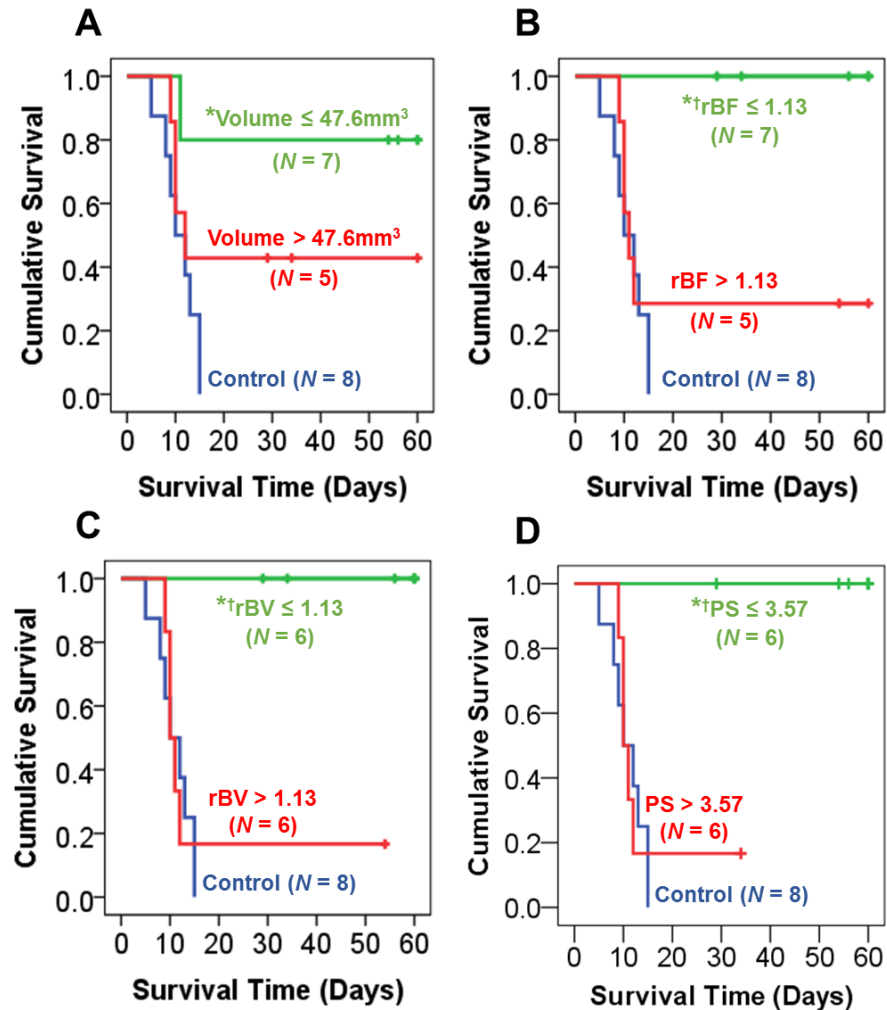 A
Cumulative Survival
1.0
0.8
0.6
0.4
0.2
0.0
*Volume ≤ 47.6mm³
(N = 7)
Volume > 47.6mm³
(N = 5)
Control (N = 8)
0 10 20 30 40 50 60
Survival Time (Days)
B
Cumulative Survival
1.0
0.8
0.6
0.4
0.2
0.0
*†rBF ≤ 1.13
(N = 7)
rBF > 1.13
(N = 5)
Control (N = 8)
0 10 20 30 40 50 60
Survival Time (Days)
C
Cumulative Survival
1.0
0.8
0.6
0.4
0.2
0.0
*†rBV ≤ 1.13
(N = 6)
rBV > 1.13
(N = 6)
Control (N = 8)
0 10 20 30 40 50 60
Survival Time (Days)
D
Cumulative Survival
1.0
0.8
0.6
0.4
0.2
0.0
*†PS ≤ 3.57
(N = 6)
PS > 3.57
(N = 6)
Control (N = 8)
0 10 20 30 40 50 60
Survival Time (Days)